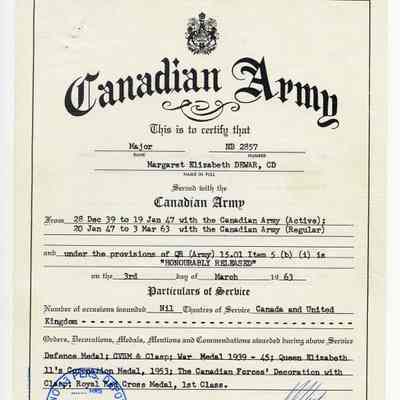 Canadian Army
This is to certify that
Major NB 2857
RANK NUMBER
Margaret Elizabeth DEWAR, CD
NAME IN FULL
Served with the
Canadian Army
From 28 Dec 39 to 19 Jan 47 with the Canadian Army (Active);
20 Jan 47 to 3 Mar 63 with the Canadian Army (Regular)
and under the provisions of QR (Army) 15.01 Item 5 (b) (i) is
"HONOURABLY RELEASED"
on the 3rd day of March 1963
Particulars of Service
Number of occasions wounded Nil Theatres of Service Canada and United
Kingdom
Orders, Decorations, Medals, Mentions and Commendations awarded during above Service
Defence Medal; CVSM & Clasp; War Medal 1939 - 45; Queen Elizabeth
ll's Coronation Medal, 1953; The Canadian Forces' Decoration with
Clasp; Royal Red Cross Medal, 1st Class.
PERS. DEPOT